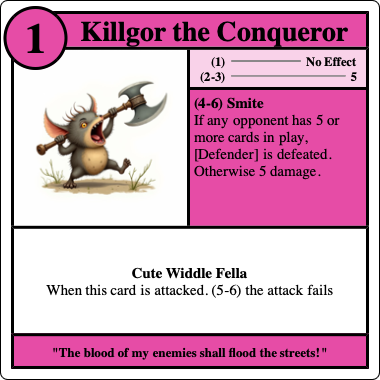 1
Killgor the Conqueror
(1) No Effect
(2-3) 5
(4-6) Smite
If any opponent has 5 or
more cards in play,
[Defender] is defeated.
Otherwise 5 damage.
Cute Widdle Fella
When this card is attacked. (5-6) the attack fails
"The blood of my enemies shall flood the streets!"